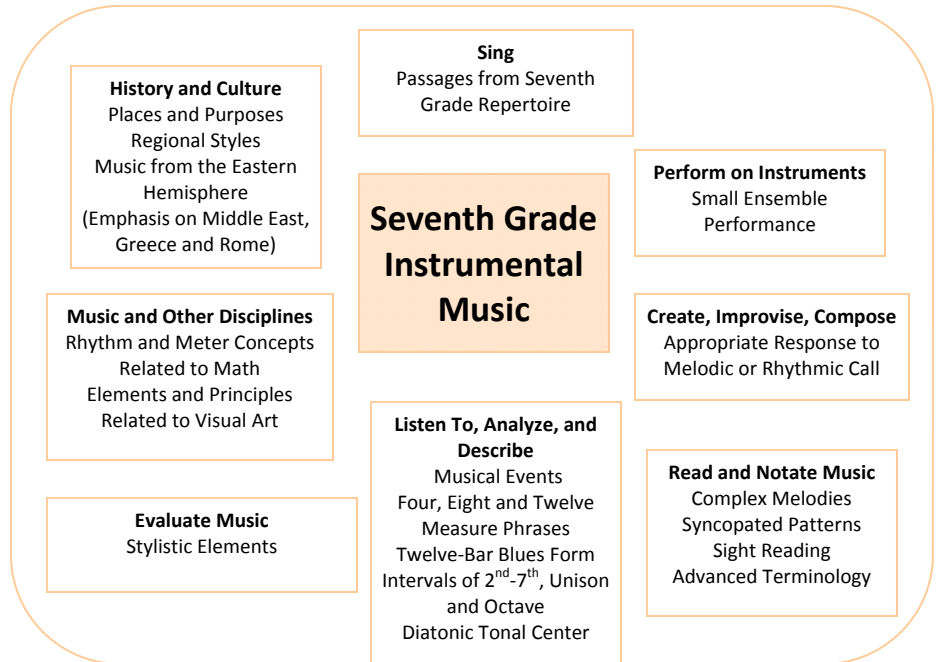 Sing
Passages from Seventh
Grade Repertoire
History and Culture
Places and Purposes
Regional Styles
Music from the Eastern
Hemisphere
(Emphasis on Middle East,
Greece and Rome)
Perform on Instruments
Small Ensemble
Performance
Seventh Grade
Instrumental
Music
Music and Other Disciplines
Rhythm and Meter Concepts
Related to Math
Elements and Principles
Related to Visual Art
Create, Improvise, Compose
Appropriate Response to
Melodic or Rhythmic Call
Listen To, Analyze, and
Describe
Musical Events
Four, Eight and Twelve
Measure Phrases
Twelve-Bar Blues Form
Intervals of 2nd-7th, Unison
and Octave
Diatonic Tonal Center
Read and Notate Music
Complex Melodies
Syncopated Patterns
Sight Reading
Advanced Terminology
Evaluate Music
Stylistic Elements